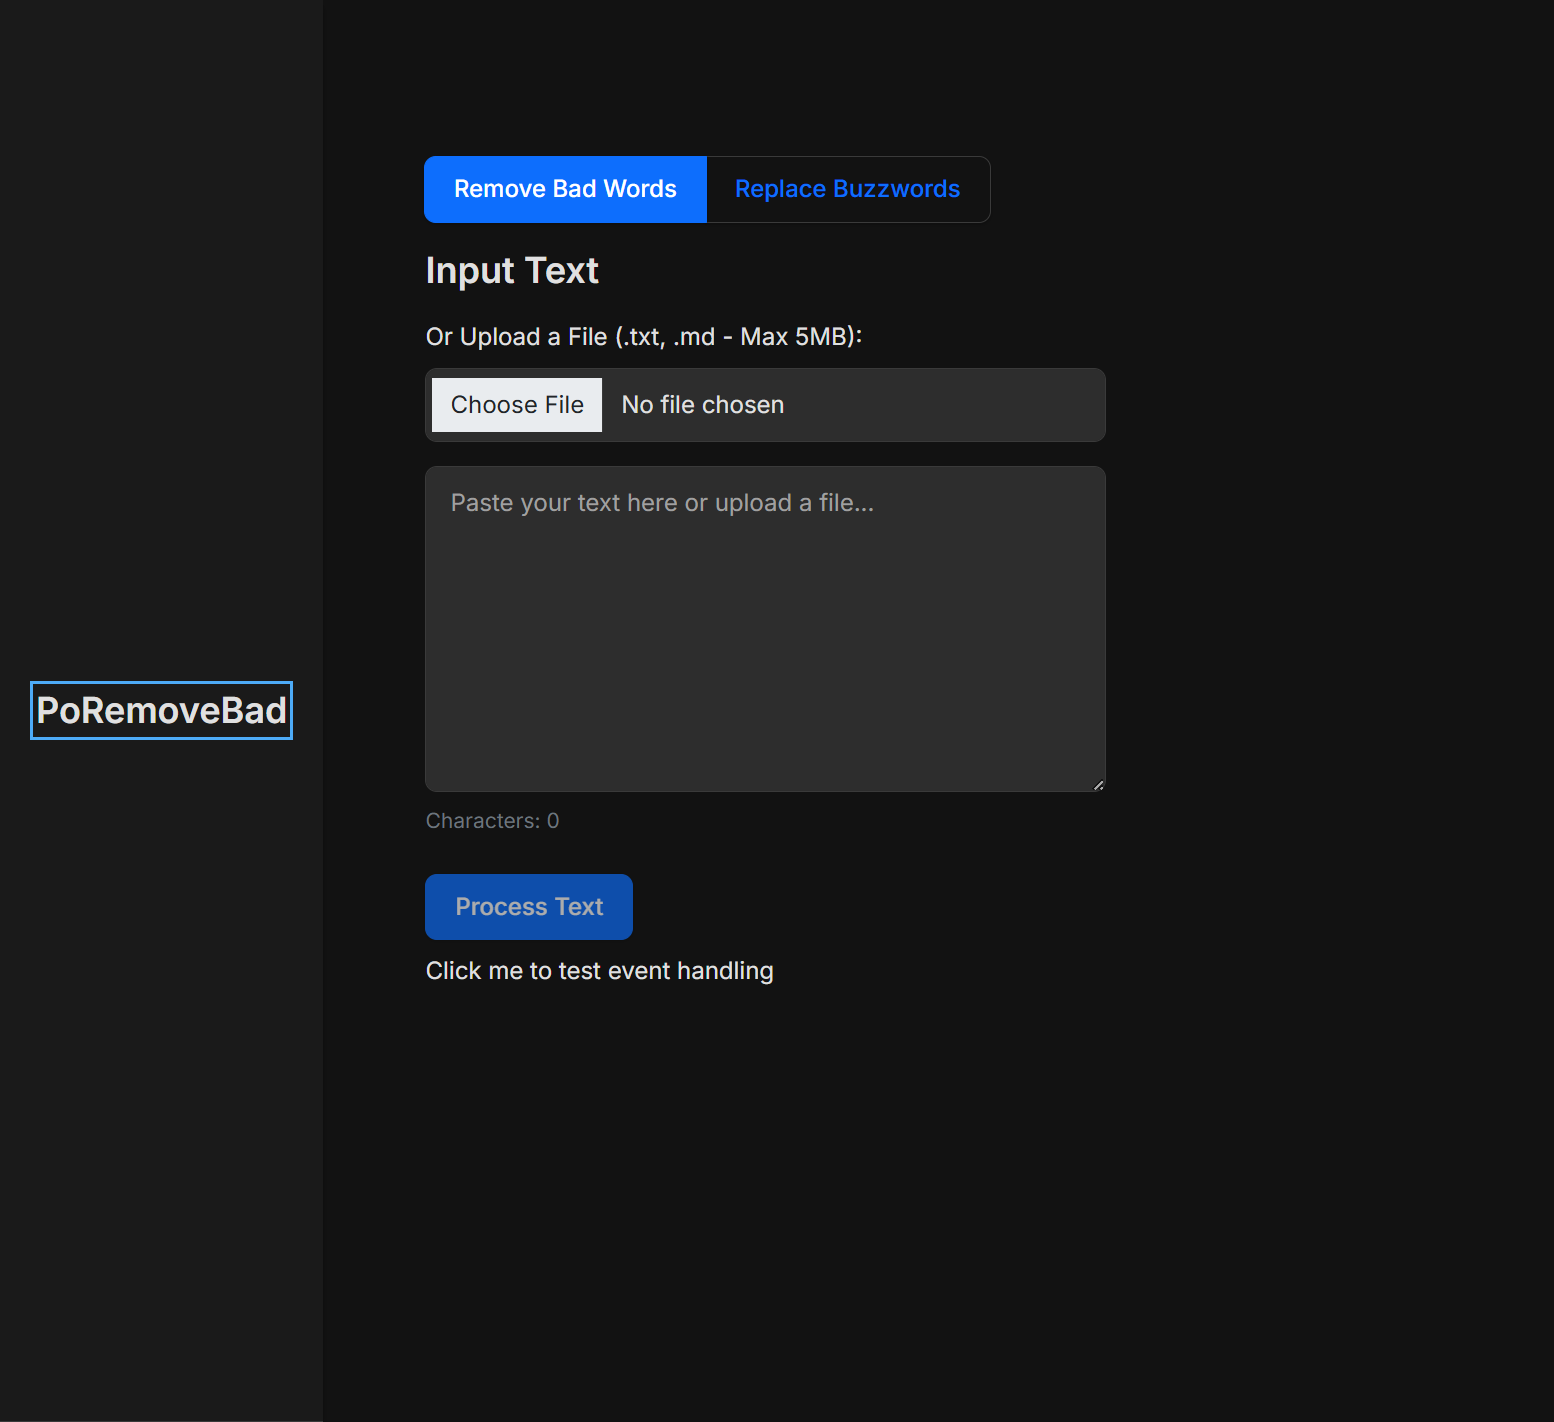 Remove Bad Words
Replace Buzzwords
Input Text
Or Upload a File (.txt, .md - Max 5MB):
Choose File
No file chosen
Paste your text here or upload a file...
PoRemoveBad
Characters: 0
Process Text
Click me to test event handling